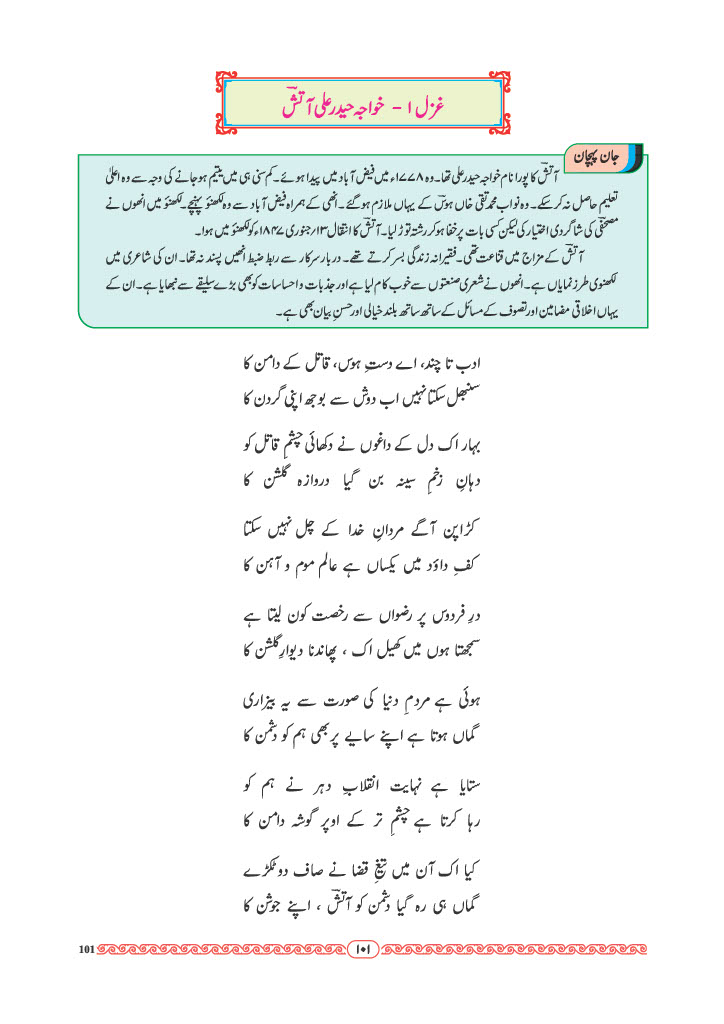 غزل ۱ - خواجہ حیدر علی آتشؔ
جان پہچان
آتشؔ کا پورا نام خواجہ حیدر علی تھا۔ وہ ۱۷۷۸ء میں فیض آباد میں پیدا ہوئے۔ کم سنی ہی میں یتیم ہو جانے کی وجہ سے وہ اعلیٰ
تعلیم حاصل نہ کرسکے۔ وہ نواب محمد تقی خاں ہوسؔ کے یہاں ملازم ہوگئے۔ انھی کے ہمراہ فیض آباد سے وہ لکھنؤ پہنچے۔ لکھنؤ میں انھوں نے
مصحفیؔ کی شاگردی اختیار کی لیکن کسی بات پر خفا ہوکر رشتہ توڑ لیا۔ آتشؔ کا انتقال ۱۳؍جنوری ۱۸۴۷ء کو لکھنؤ میں ہوا۔
آتشؔ کے مزاج میں قناعت تھی۔ فقیرانہ زندگی بسر کرتے تھے۔ دربار سرکار سے ربط ضبط انھیں پسند نہ تھا۔ ان کی شاعری میں
لکھنوی طرز نمایاں ہے۔ انھوں نے شعری صنعتوں سے خوب کام لیا ہے اور جذبات و احساسات کو بھی بڑے سلیقے سے نبھایا ہے۔ ان کے
یہاں اخلاقی مضامین اور تصوف کے مسائل کے ساتھ ساتھ بلند خیالی اور حسنِ بیان بھی ہے۔
ادب تا چند، اے دستِ ہوس، قاتل کے دامن کا
سنبھل سکتا نہیں اب دوش سے بوجھ اپنی گردن کا
بہار اک دل کے داغوں نے دکھائی چشمِ قاتل کو
دہانِ زخمِ سینہ بن گیا دروازہ گلشن کا
کڑاپن آگے مردانِ خدا کے چل نہیں سکتا
کفِ داؤد میں یکساں ہے عالم موم و آہن کا
درِ فردوس پر رضواں سے رخصت کون لیتا ہے
سمجھتا ہوں میں کھیل اک ، پھاندنا دیوارِ گلشن کا
ہوئی ہے مردمِ دنیا کی صورت سے یہ بیزاری
گماں ہوتا ہے اپنے سایے پر بھی ہم کو دشمن کا
ستایا ہے نہایت انقلابِ دہر نے ہم کو
رہا کرتا ہے چشمِ تر کے اوپر گوشہ دامن کا
کیا اک آن میں تیغِ قضا نے صاف دو ٹکڑے
گماں ہی رہ گیا دشمن کو آتشؔ ، اپنے جوشن کا
101
۱۰۱